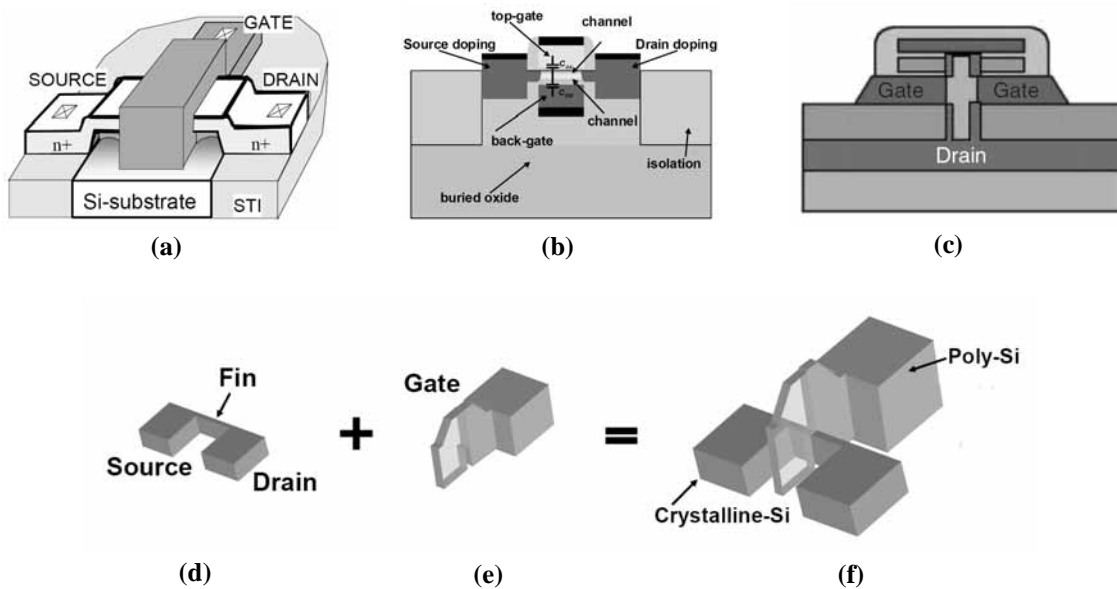 GATE
SOURCE
DRAIN
n+
n+
Si-substrate
STI
(a)
top-gate
channel
Source doping
Drain doping
back-gate
channel
isolation
buried oxide
(b)
Gate
Gate
Drain
(c)
Fin
Source
Drain
(d)
+
Gate
(e)
=
Poly-Si
Crystalline-Si
(f)